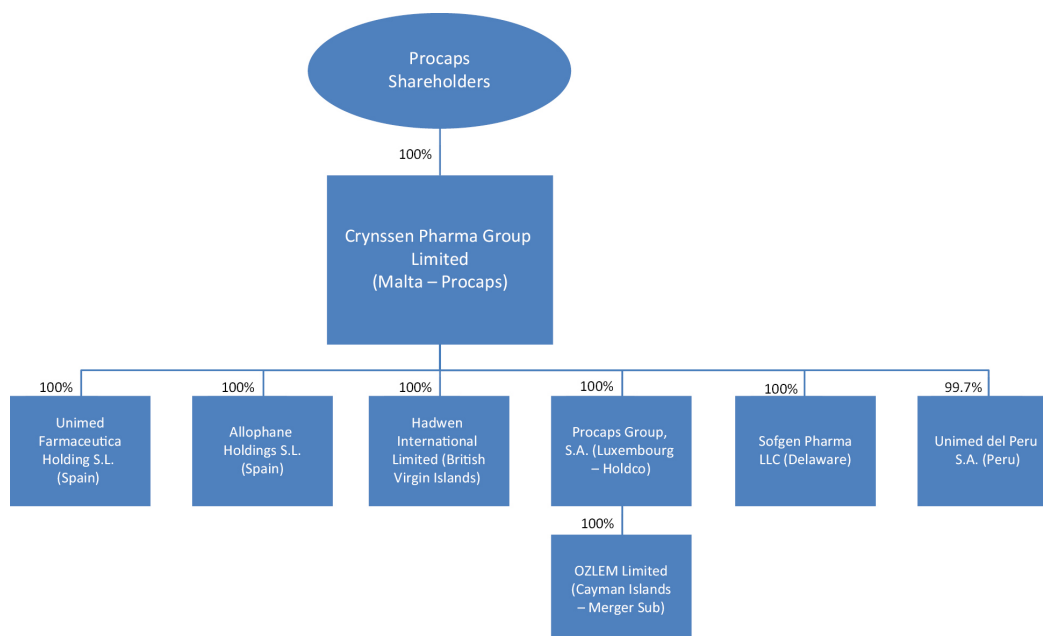 Procaps
Shareholders
100%
Crynssen Pharma Group
Limited
(Malta – Procaps)
100%
100%
100%
100%
100%
99.7%
Unimed
Farmaceutica
Holding S.L.
(Spain)
Allophane
Holdings S.L.
(Spain)
Hadwen
International
Limited (British
Virgin Islands)
Procaps Group,
S.A. (Luxembourg
– Holdco)
Sofgen Pharma
LLC (Delaware)
Unimed del Peru
S.A. (Peru)
100%
OZLEM Limited
(Cayman Islands
– Merger Sub)